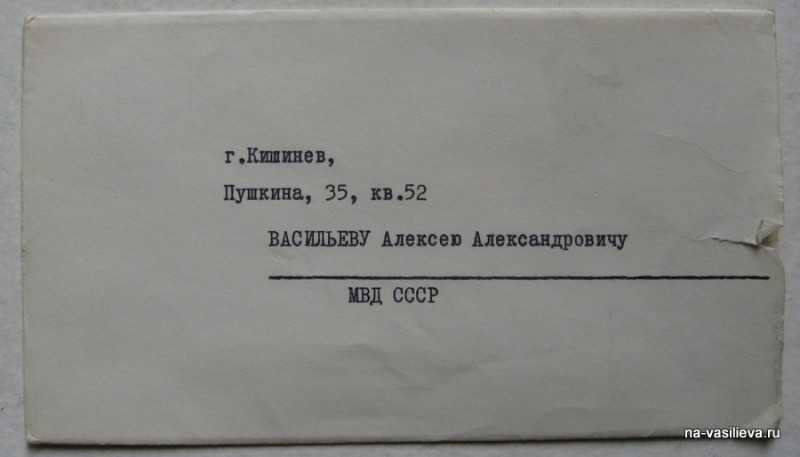 г.Кишинев,
Пушкина, 35, кв.52
ВАСИЛЬЕВУ Алексею Александровичу
МВД СССР
na-vasilieva.ru